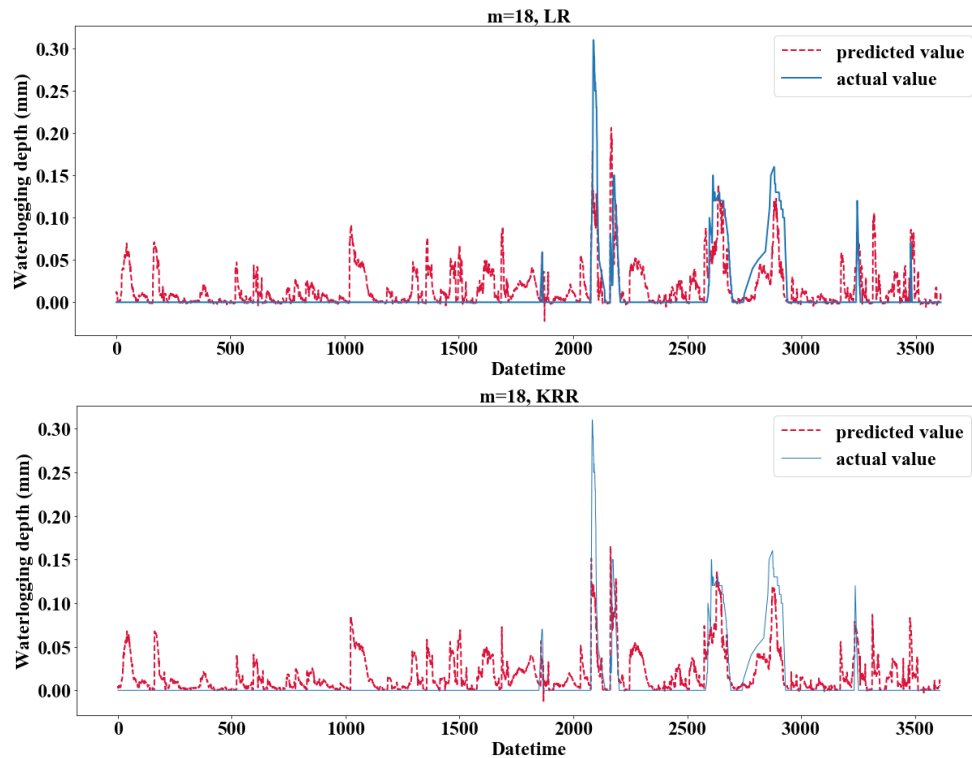 m=18, LR
0.30
0.25
0.20
0.15
0.10
0.05
0.00
Waterlogging depth (mm)
predicted value
actual value
0 500 1000 1500 2000 2500 3000 3500
Datetime
m=18, KRR
0.30
0.25
0.20
0.15
0.10
0.05
0.00
Waterlogging depth (mm)
predicted value
actual value
0 500 1000 1500 2000 2500 3000 3500
Datetime